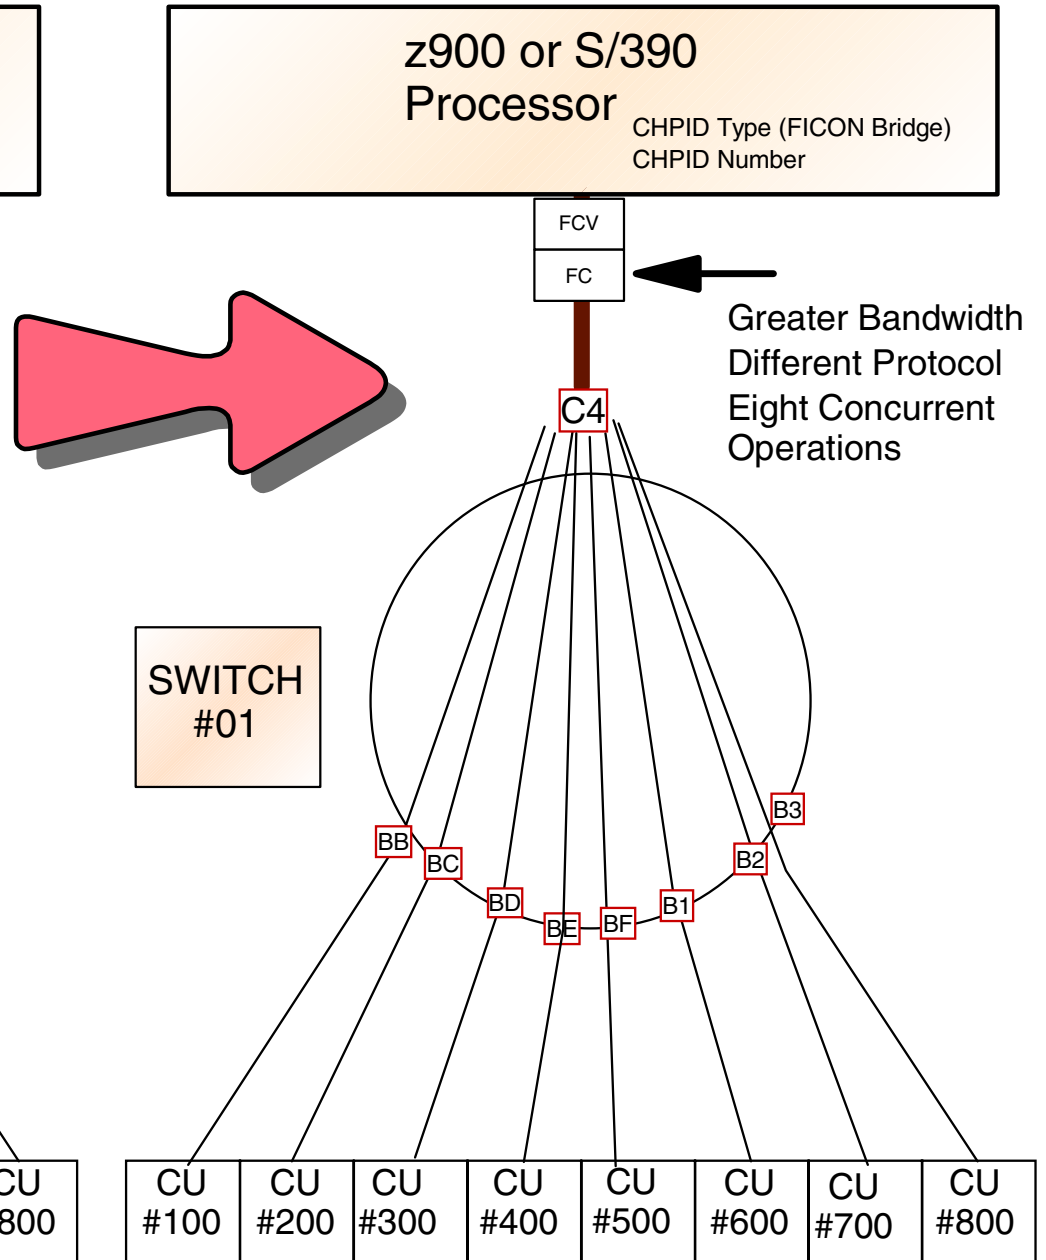 z900 or S/390
Processor
CHPID Type (FICON Bridge)
CHPID Number
FCV
FC
Greater Bandwidth
Different Protocol
Eight Concurrent
Operations
C4
SWITCH
#01
B3
BB
BC
B2
BD
B1
BE
BF
CU
800
CU
#100
CU
#200
CU
#300
CU
#400
CU
#500
CU
#600
CU
#700
CU
#800